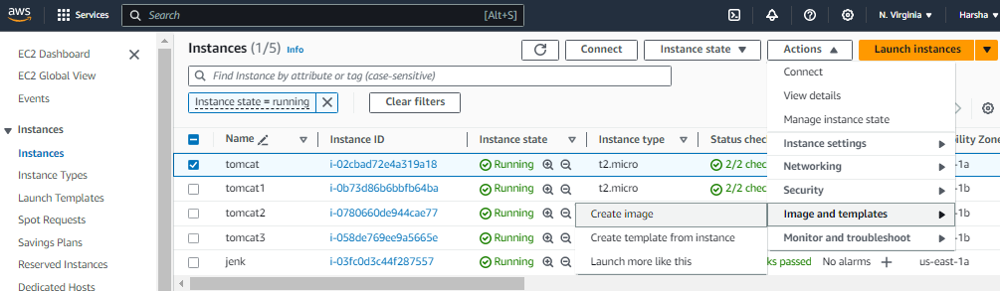 aws Services Search [Alt+S] N. Virginia Harsha
EC2 Dashboard
EC2 Global View
Events
Instances
Instances
Instance Types
Launch Templates
Spot Requests
Savings Plans
Reserved Instances
Dedicated Hosts
Instances (1/5) Info Connect Instance state Actions Launch instances
Find Instance by attribute or tag (case-sensitive)
Instance state = running Clear filters
Name Instance ID Instance state Instance type Status chec bility Zone
tomcat i-02cbad72e4a319a18 Running t2.micro 2/2 chec -1a
tomcat1 i-0b73d86b6bbfb64ba Running t2.micro 2/2 chec -1b
tomcat2 i-0780660de944cae77 Running -1b
tomcat3 i-058de769ee9a5665e Running -1b
jenk i-03fc0d3c44f287557 Running ks passed No alarms us-east-1a
Connect
View details
Manage instance state
Instance settings
Networking
Security
Image and templates
Monitor and troubleshoot
Create image
Create template from instance
Launch more like this